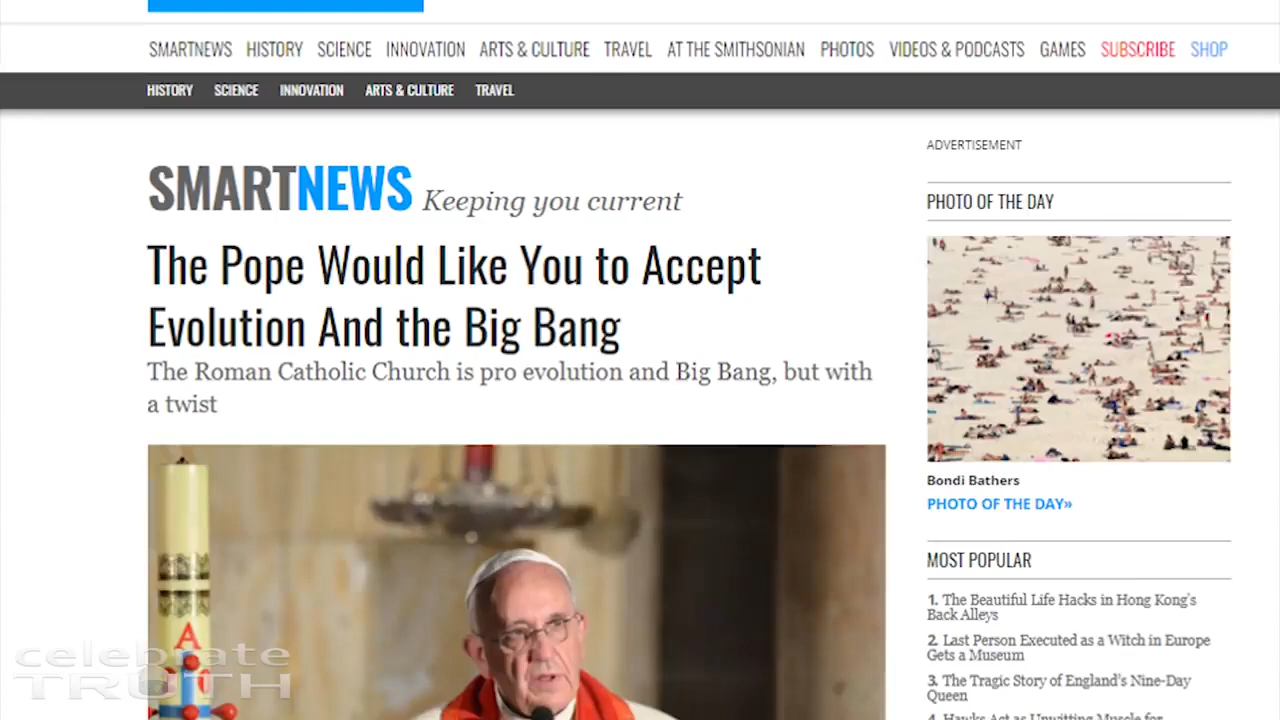 SMARTNEWS HISTORY SCIENCE INNOVATION ARTS & CULTURE TRAVEL AT THE SMITHSONIAN PHOTOS VIDEOS & PODCASTS GAMES SUBSCRIBE SHOP
HISTORY SCIENCE INNOVATION ARTS & CULTURE TRAVEL
SMARTNEWS Keeping you current
The Pope Would Like You to Accept
Evolution And the Big Bang
The Roman Catholic Church is pro evolution and Big Bang, but with
a twist
A
celebrate
TRUTH
ADVERTISEMENT
PHOTO OF THE DAY
Bondi Bathers
PHOTO OF THE DAY»
MOST POPULAR
1. The Beautiful Life Hacks in Hong Kong's
Back Alleys
2. Last Person Executed as a Witch in Europe
Gets a Museum
3. The Tragic Story of England's Nine-Day
Queen
4. Hawks Act as Unwitting Muscle for